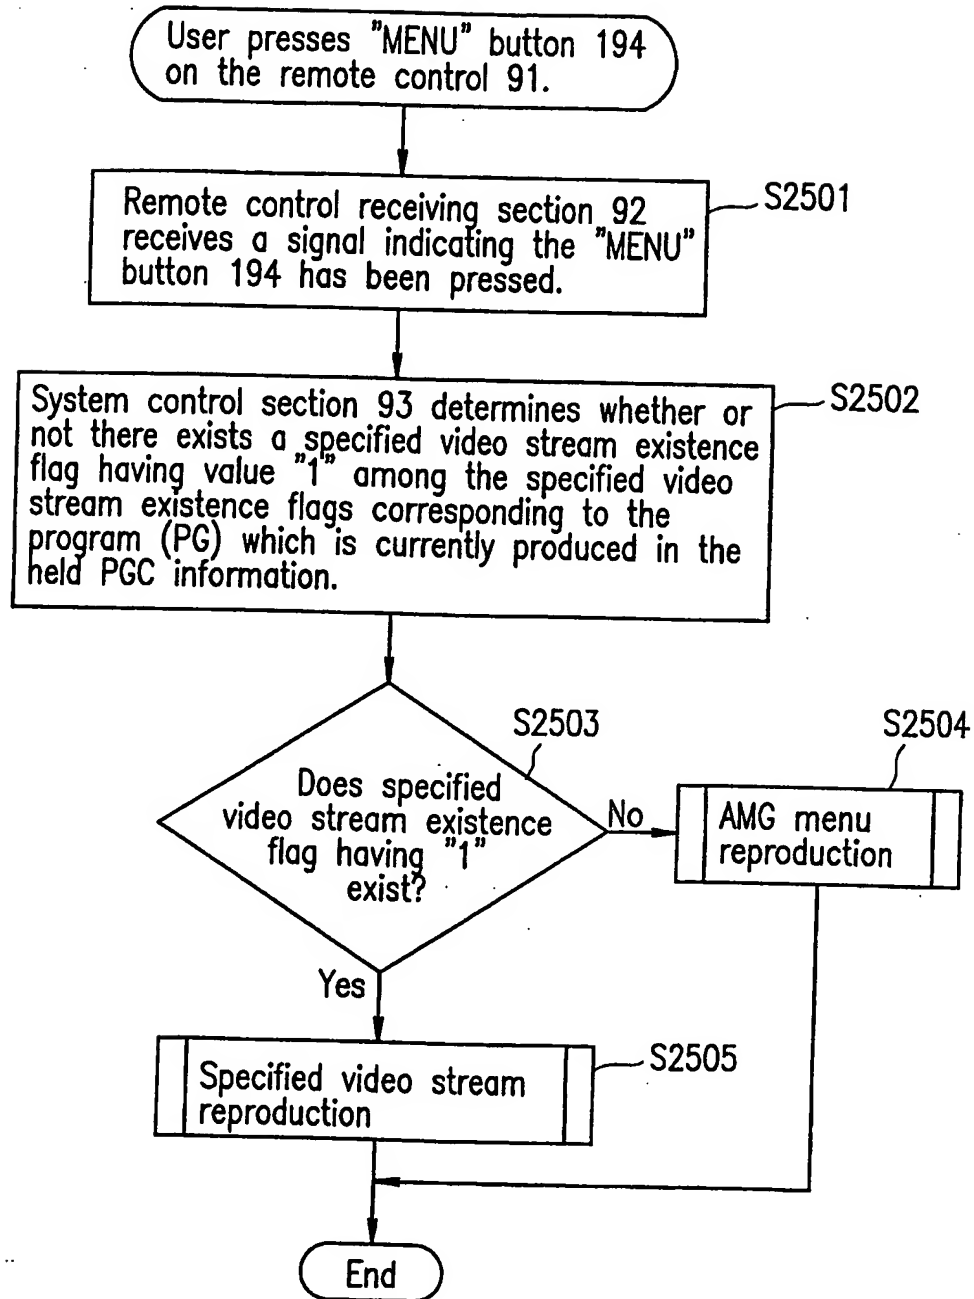 User presses "MENU" button 194
on the remote control 91.
Remote control receiving section 92
receives a signal indicating the "MENU"
button 194 has been pressed.
S2501
System control section 93 determines whether or
not there exists a specified video stream existence
flag having value "1" among the specified video
stream existence flags corresponding to the
program (PG) which is currently produced in the
held PGC information.
S2502
S2503
Does specified
video stream existence
flag having "1"
exist?
No
S2504
AMG menu
reproduction
Yes
S2505
Specified video stream
reproduction
End